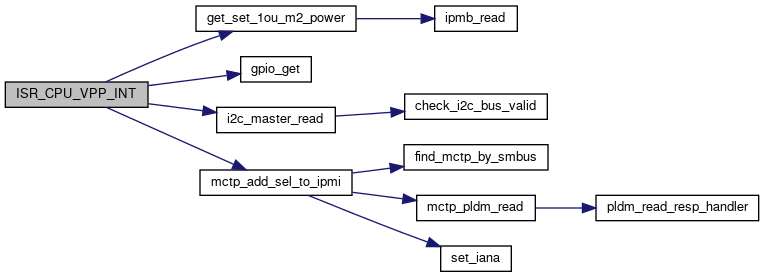 get_set_1ou_m2_power
ipmb_read
gpio_get
ISR_CPU_VPP_INT
i2c_master_read
check_i2c_bus_valid
find_mctp_by_smbus
mctp_add_sel_to_ipmi
mctp_pldm_read
pldm_read_resp_handler
set_iana